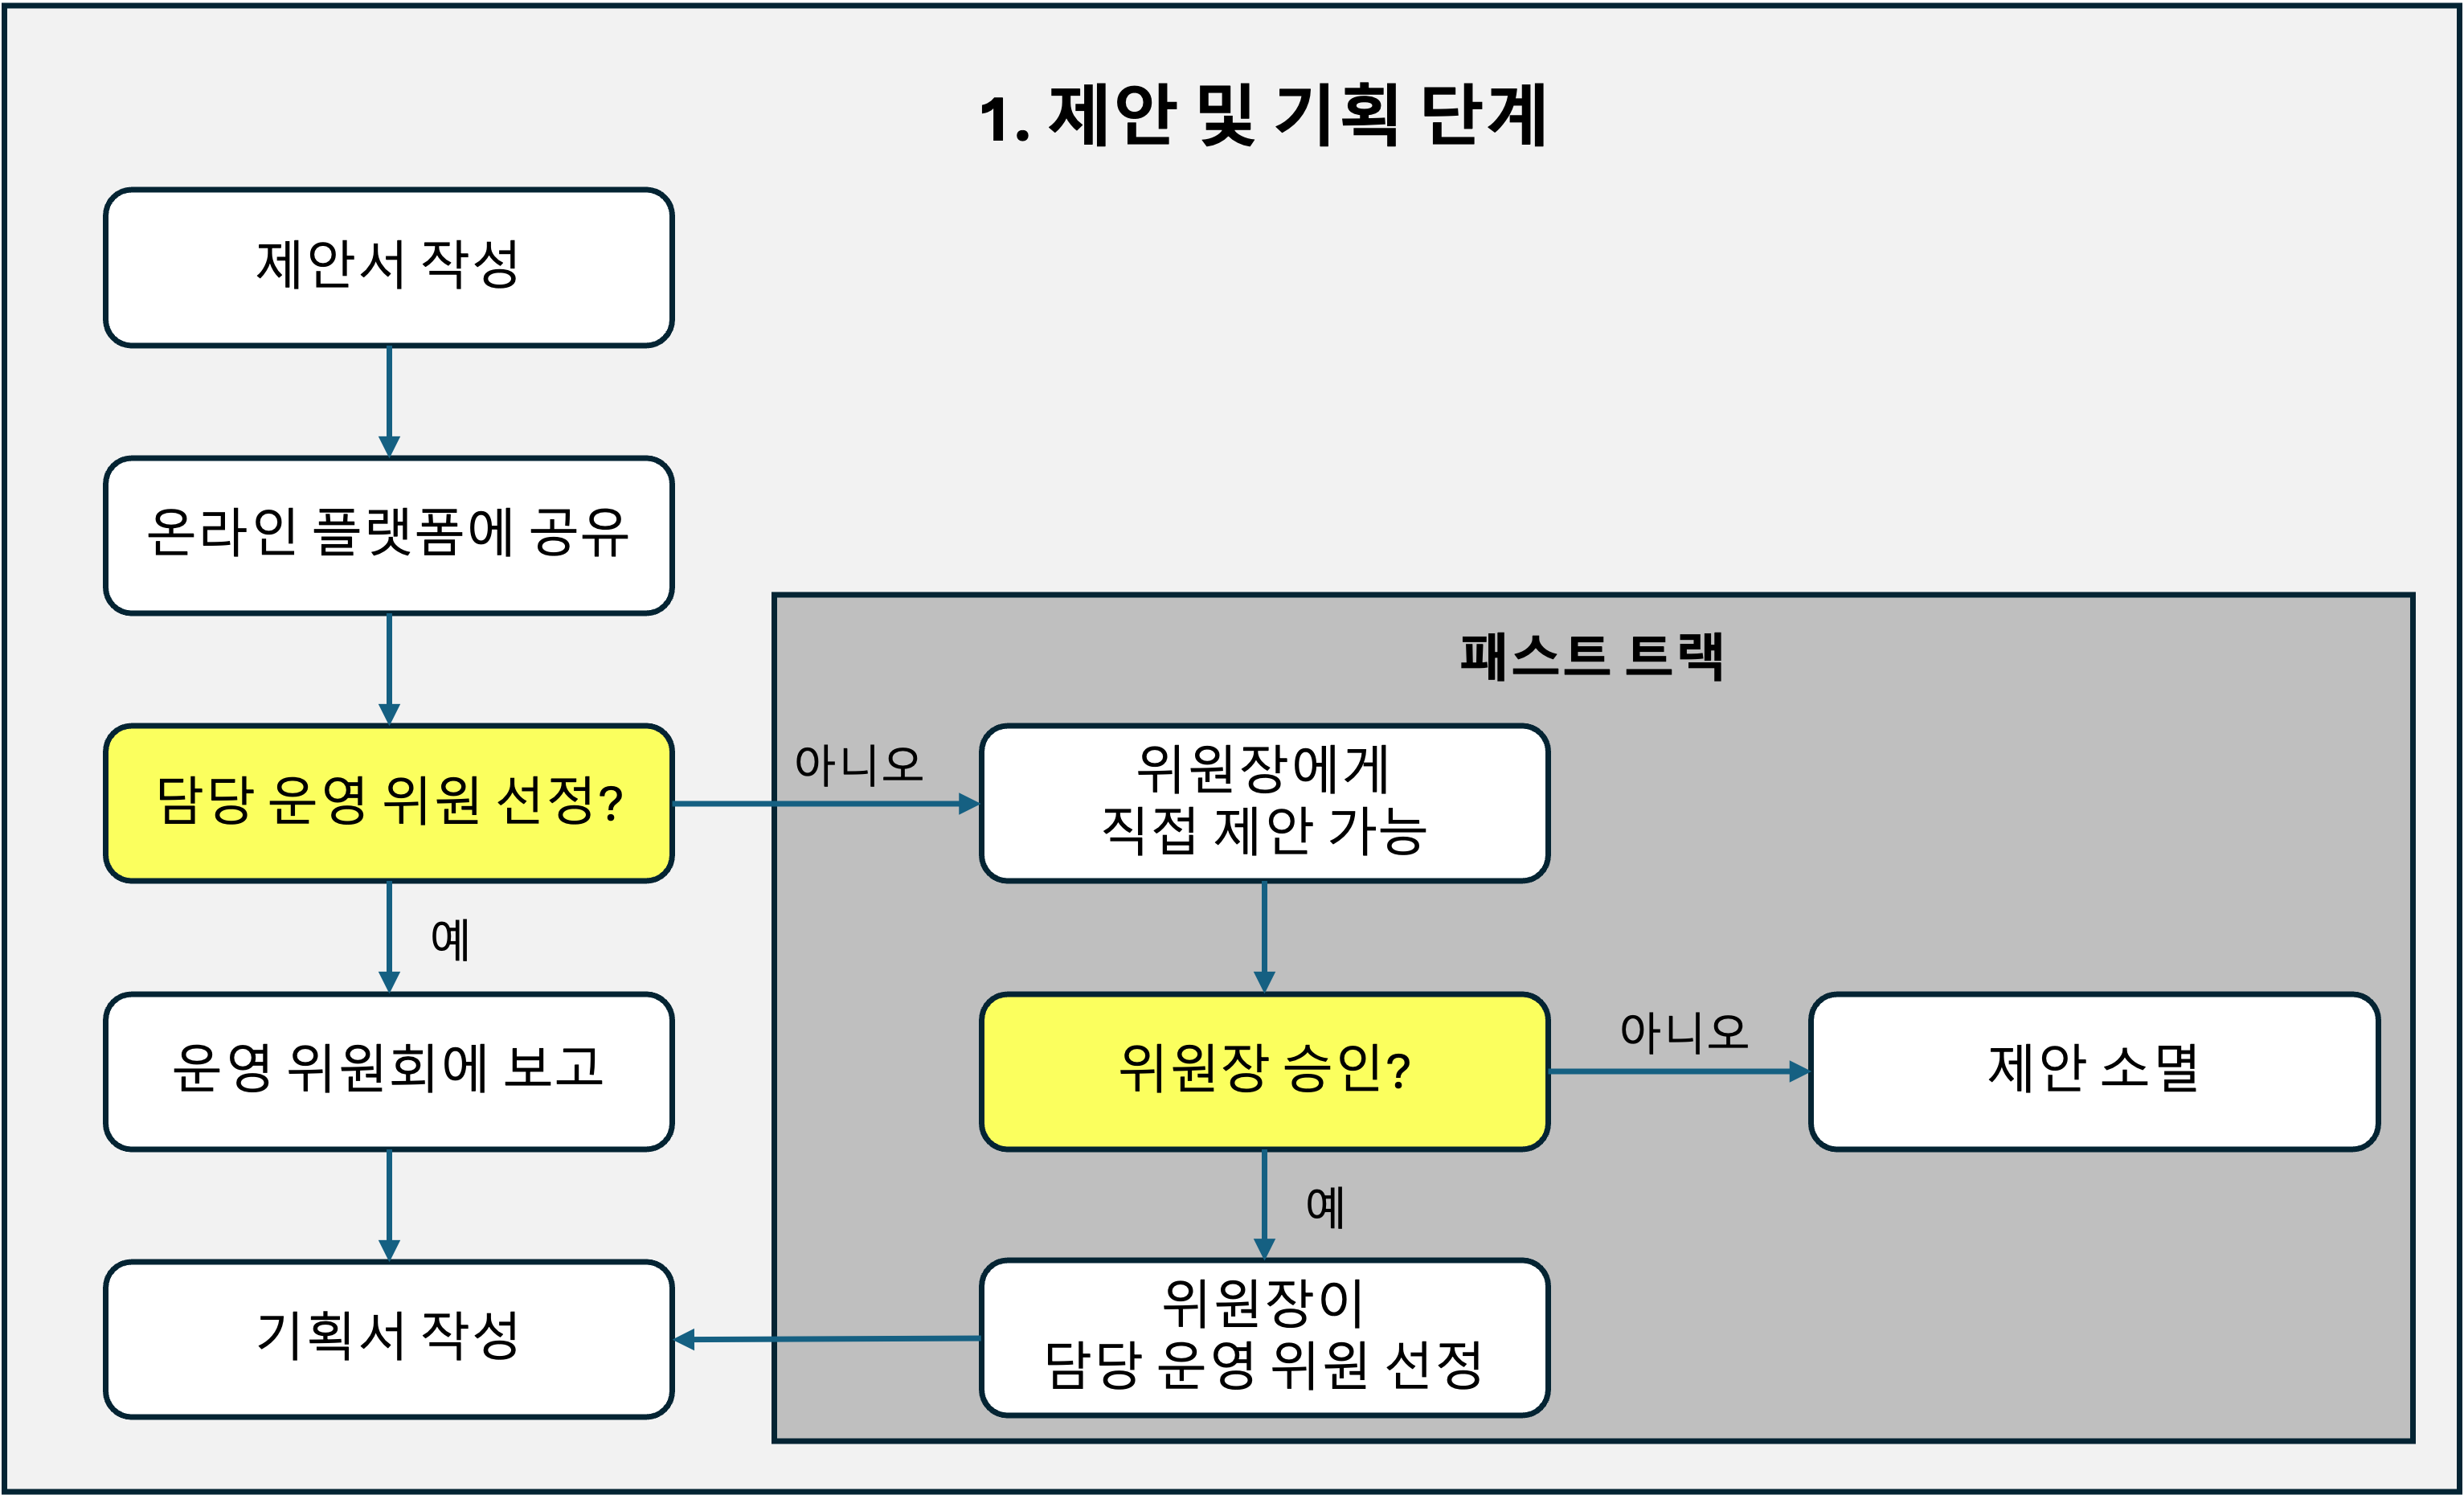 1. 제안 및 기획 단계
제안서 작성
온라인 플랫폼에 공유
패스트 트랙
담당 운영 위원 선정?
아니오
위원장에게
직접 제안 가능
예
운영 위원회에 보고
위원장 승인?
아니오
제안 소멸
예
기획서 작성
위원장이
담당 운영 위원 선정